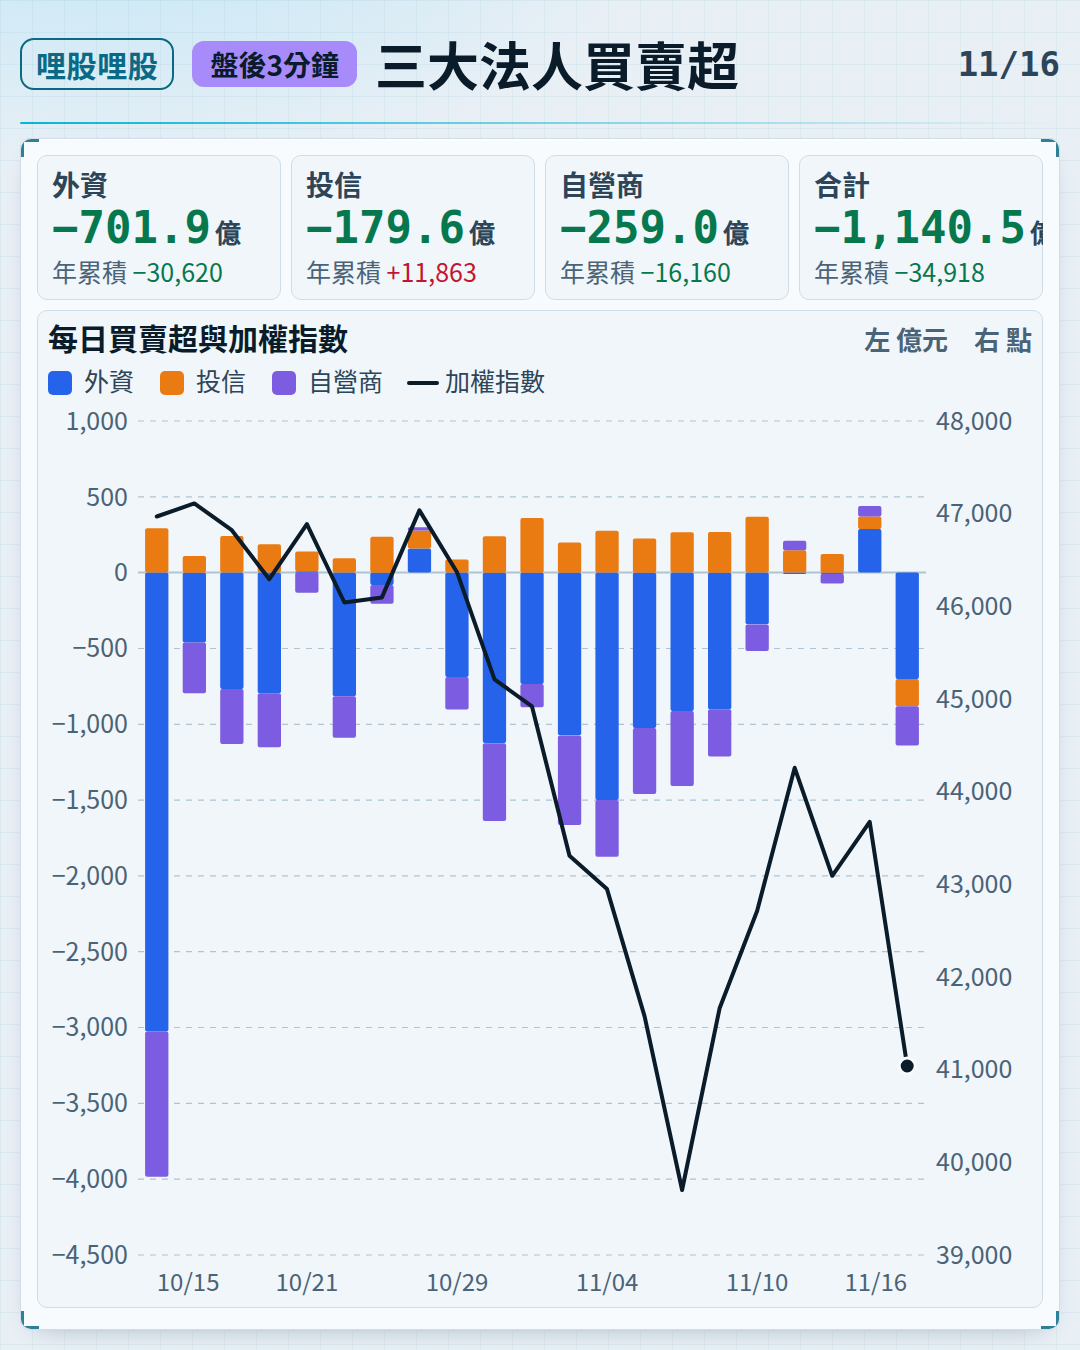 哩股哩股 盤後3分鐘 三大法人買賣超 11/16
外資 投信 自營商 合計
−701.9億 −179.6億 −259.0億 −1,140.5
年累積 −30,620 年累積 +11,863 年累積 −16,160 年累積 −34,918
每日買賣超與加權指數 左 億元 右 點
外資 投信 自營商 加權指數
1,000 48,000
500 47,000
0 46,000
−500 45,000
−1,000 44,000
−1,500 43,000
−2,000 42,000
−2,500 41,000
−3,000 40,000
−3,500 39,000
−4,000
−4,500
10/15 10/21 10/29 11/04 11/10 11/16